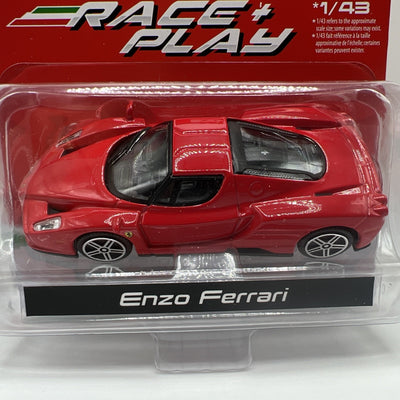 RACE+
PLAY
*1/43
* 1/43 refers to the approximate
scale size; some variations may exist.
* 1/43 fait référence à la taille
approximative de l'échelle; certaines
variantes peuvent exister.
Enzo Ferrari